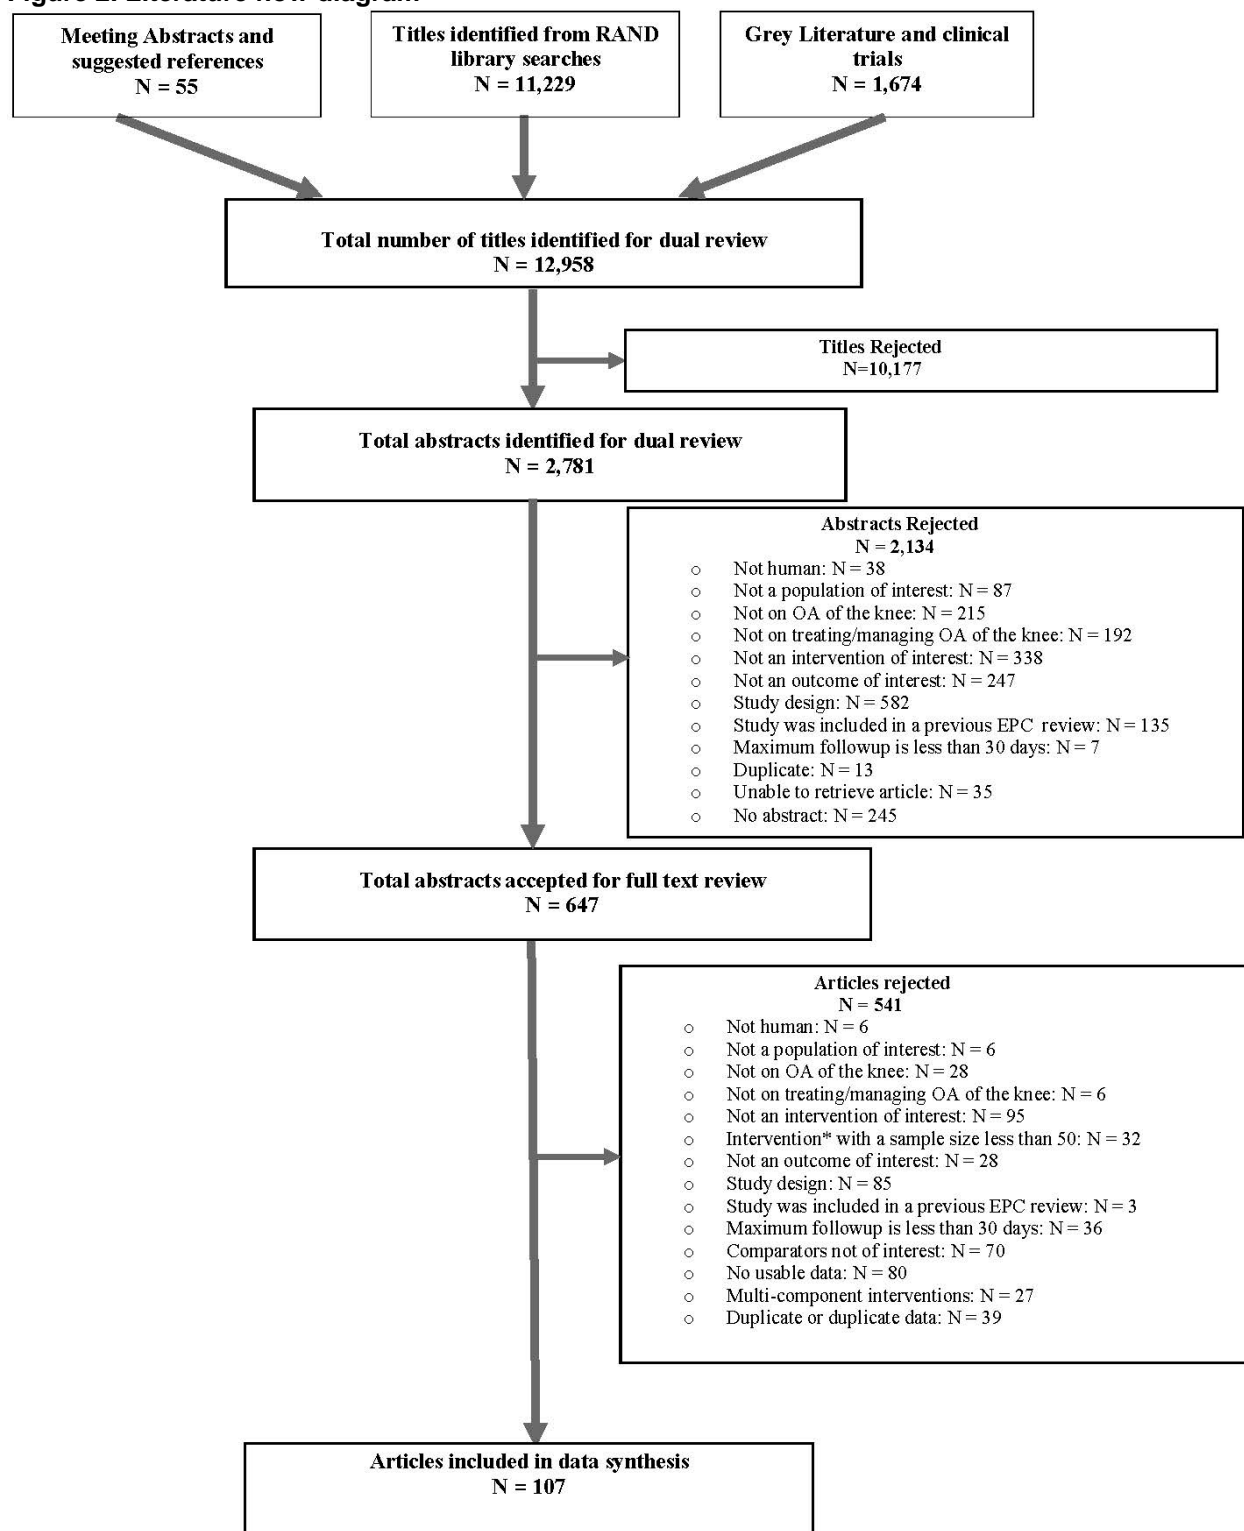 Figure 2. Literature flow diagram
Meeting Abstracts and
suggested references
N = 55
Titles identified from RAND
library searches
N = 11,229
Grey Literature and clinical
trials
N = 1,674
Total number of titles identified for dual review
N = 12,958
Titles Rejected
N=10,177
Total abstracts identified for dual review
N = 2,781
Abstracts Rejected
N = 2,134
o Not human: N = 38
o Not a population of interest: N = 87
o Not on OA of the knee: N = 215
o Not on treating/managing OA of the knee: N = 192
o Not an intervention of interest: N = 338
o Not an outcome of interest: N = 247
o Study design: N = 582
o Study was included in a previous EPC review: N = 135
o Maximum followup is less than 30 days: N = 7
o Duplicate: N = 13
o Unable to retrieve article: N = 35
o No abstract: N = 245
Total abstracts accepted for full text review
N = 647
Articles rejected
N = 541
o Not human: N = 6
o Not a population of interest: N = 6
o Not on OA of the knee: N = 28
o Not on treating/managing OA of the knee: N = 6
o Not an intervention of interest: N = 95
o Intervention* with a sample size less than 50: N = 32
o Not an outcome of interest: N = 28
o Study design: N = 85
o Study was included in a previous EPC review: N = 3
o Maximum followup is less than 30 days: N = 36
o Comparators not of interest: N = 70
o No usable data: N = 80
o Multi-component interventions: N = 27
o Duplicate or duplicate data: N = 39
Articles included in data synthesis
N = 107